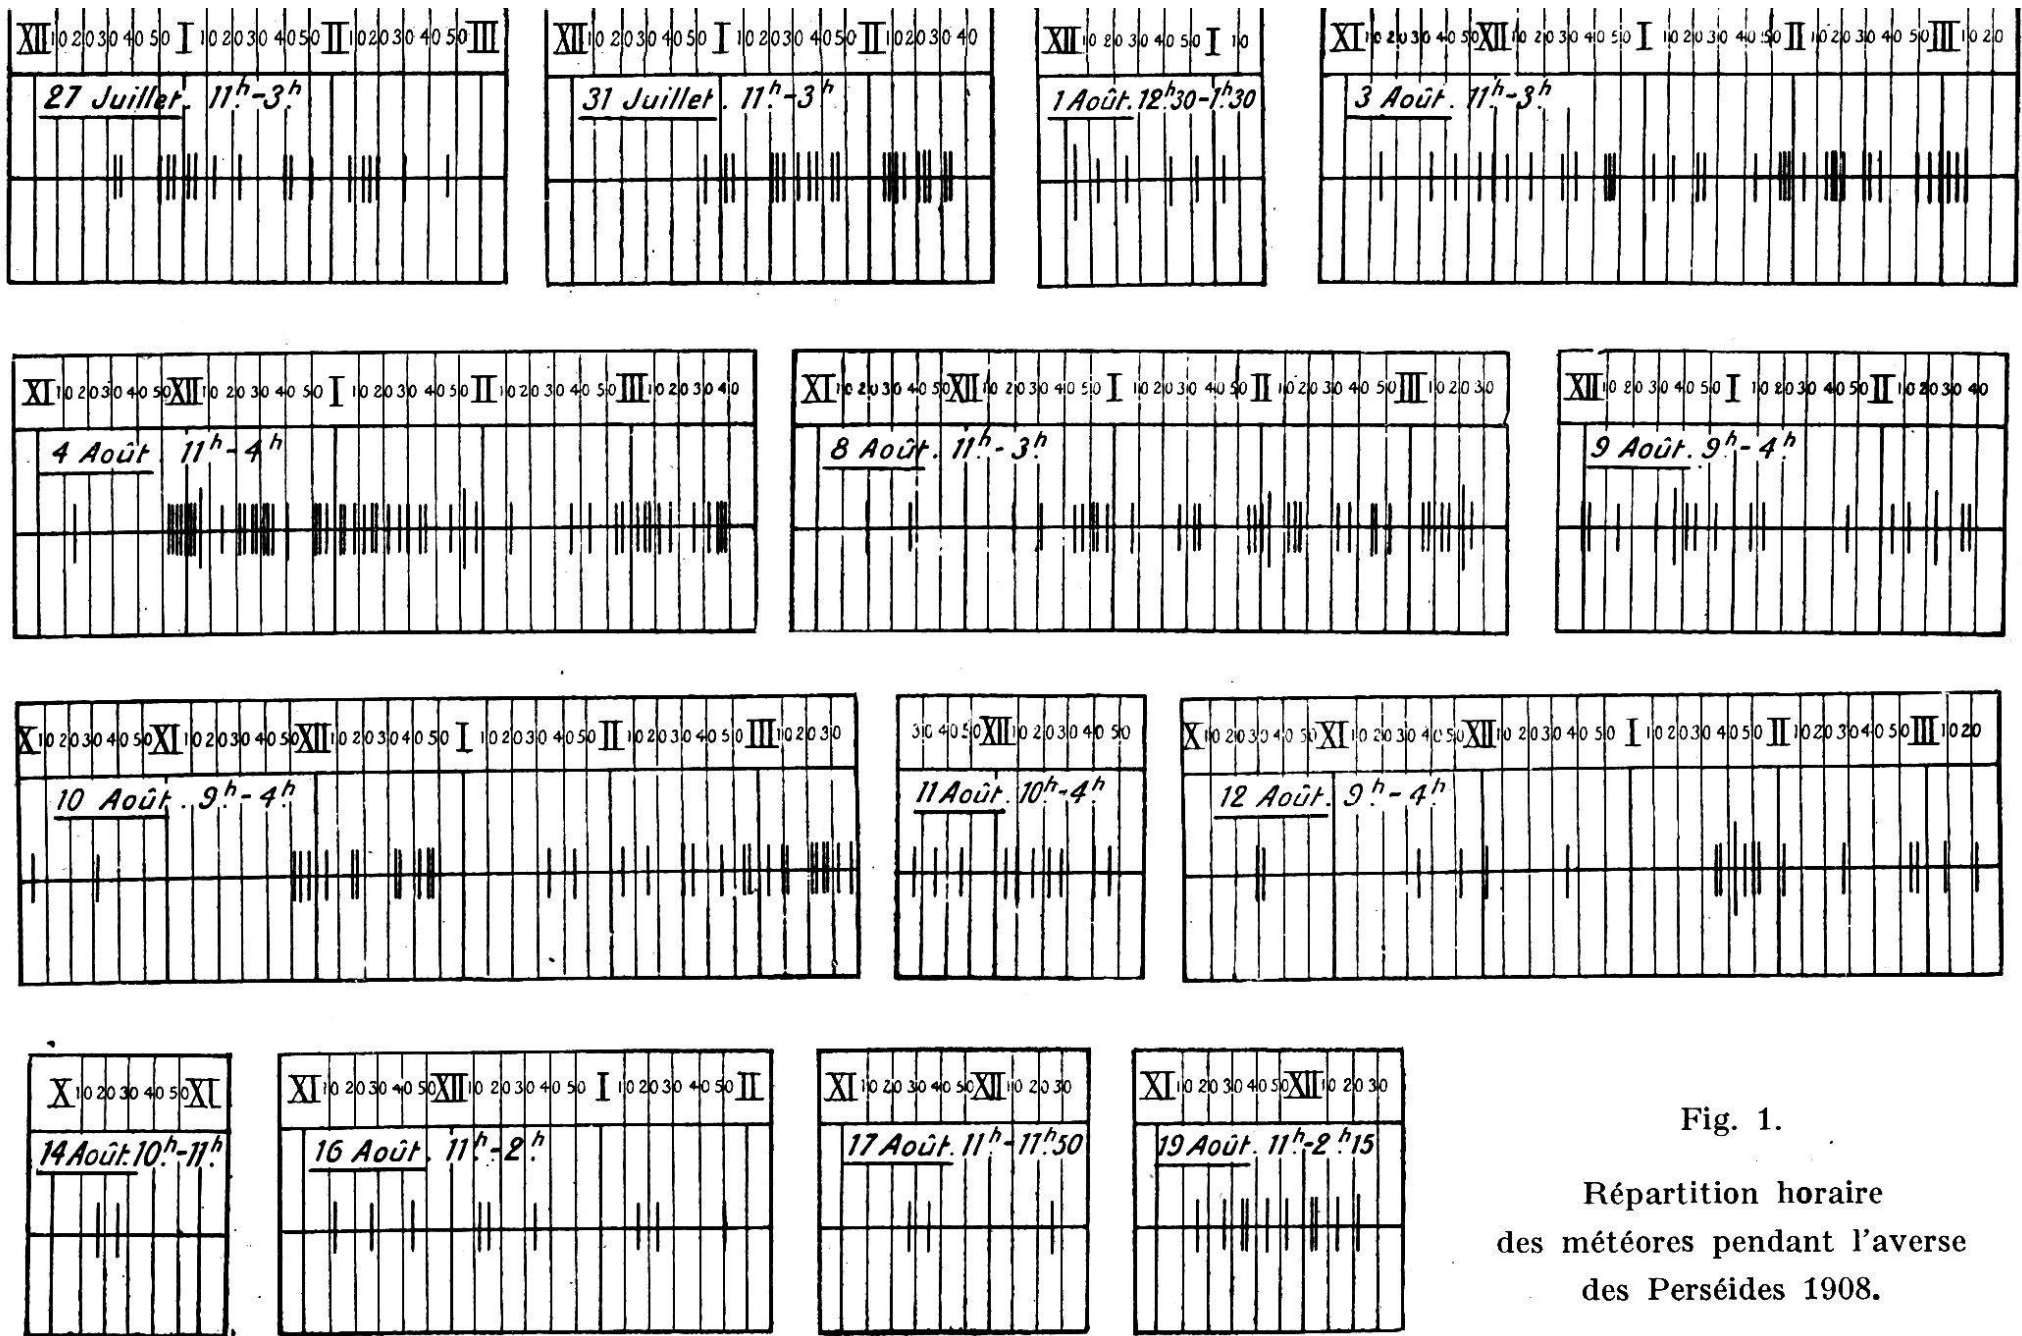 XII 10 20 30 40 50 I 10 20 30 40 50 II 10 20 30 40 50 III
27 Juillet. 11h-3h
XII 10 20 30 40 50 I 10 20 30 40 50 II 10 20 30 40
31 Juillet. 11h-3h
XII 10 20 30 40 50 I 10
1 Août. 12h.30-1h.30
XI 10 20 30 40 50 XII 10 20 30 40 50 I 10 20 30 40 50 II 10 20 30 40 50 III 10 20
3 Août. 11h-3h
XI 10 20 30 40 50 XII 10 20 30 40 50 I 10 20 30 40 50 II 10 20 30 40 50 III 10 20 30 40
4 Août. 11h-4h
XI 10 20 30 40 50 XII 10 20 30 40 50 I 10 20 30 40 50 II 10 20 30 40 50 III 10 20 30
8 Août. 11h-3h
XII 10 20 30 40 50 I 10 20 30 40 50 II 10 20 30 40
9 Août. 9h-4h
X 10 20 30 40 50 XI 10 20 30 40 50 XII 10 20 30 40 50 I 10 20 30 40 50 II 10 20 30 40 50 III 10 20 30
10 Août. 9h-4h
30 40 50 XII 10 20 30 40 50
11 Août. 10h-4h
X 10 20 30 40 50 XI 10 20 30 40 50 XII 10 20 30 40 50 I 10 20 30 40 50 II 10 20 30 40 50 III 10 20
12 Août. 9h-4h
X 10 20 30 40 50 XI
14 Août. 10h-11h
XI 10 20 30 40 50 XII 10 20 30 40 50 I 10 20 30 40 50 II
16 Août. 11h-2h
XI 10 20 30 40 50 XII 10 20 30
17 Août. 11h-11h50
XI 10 20 30 40 50 XII 10 20 30
19 Août. 11h-2h15
Fig. 1.
Répartition horaire
des météores pendant l'averse
des Perséides 1908.